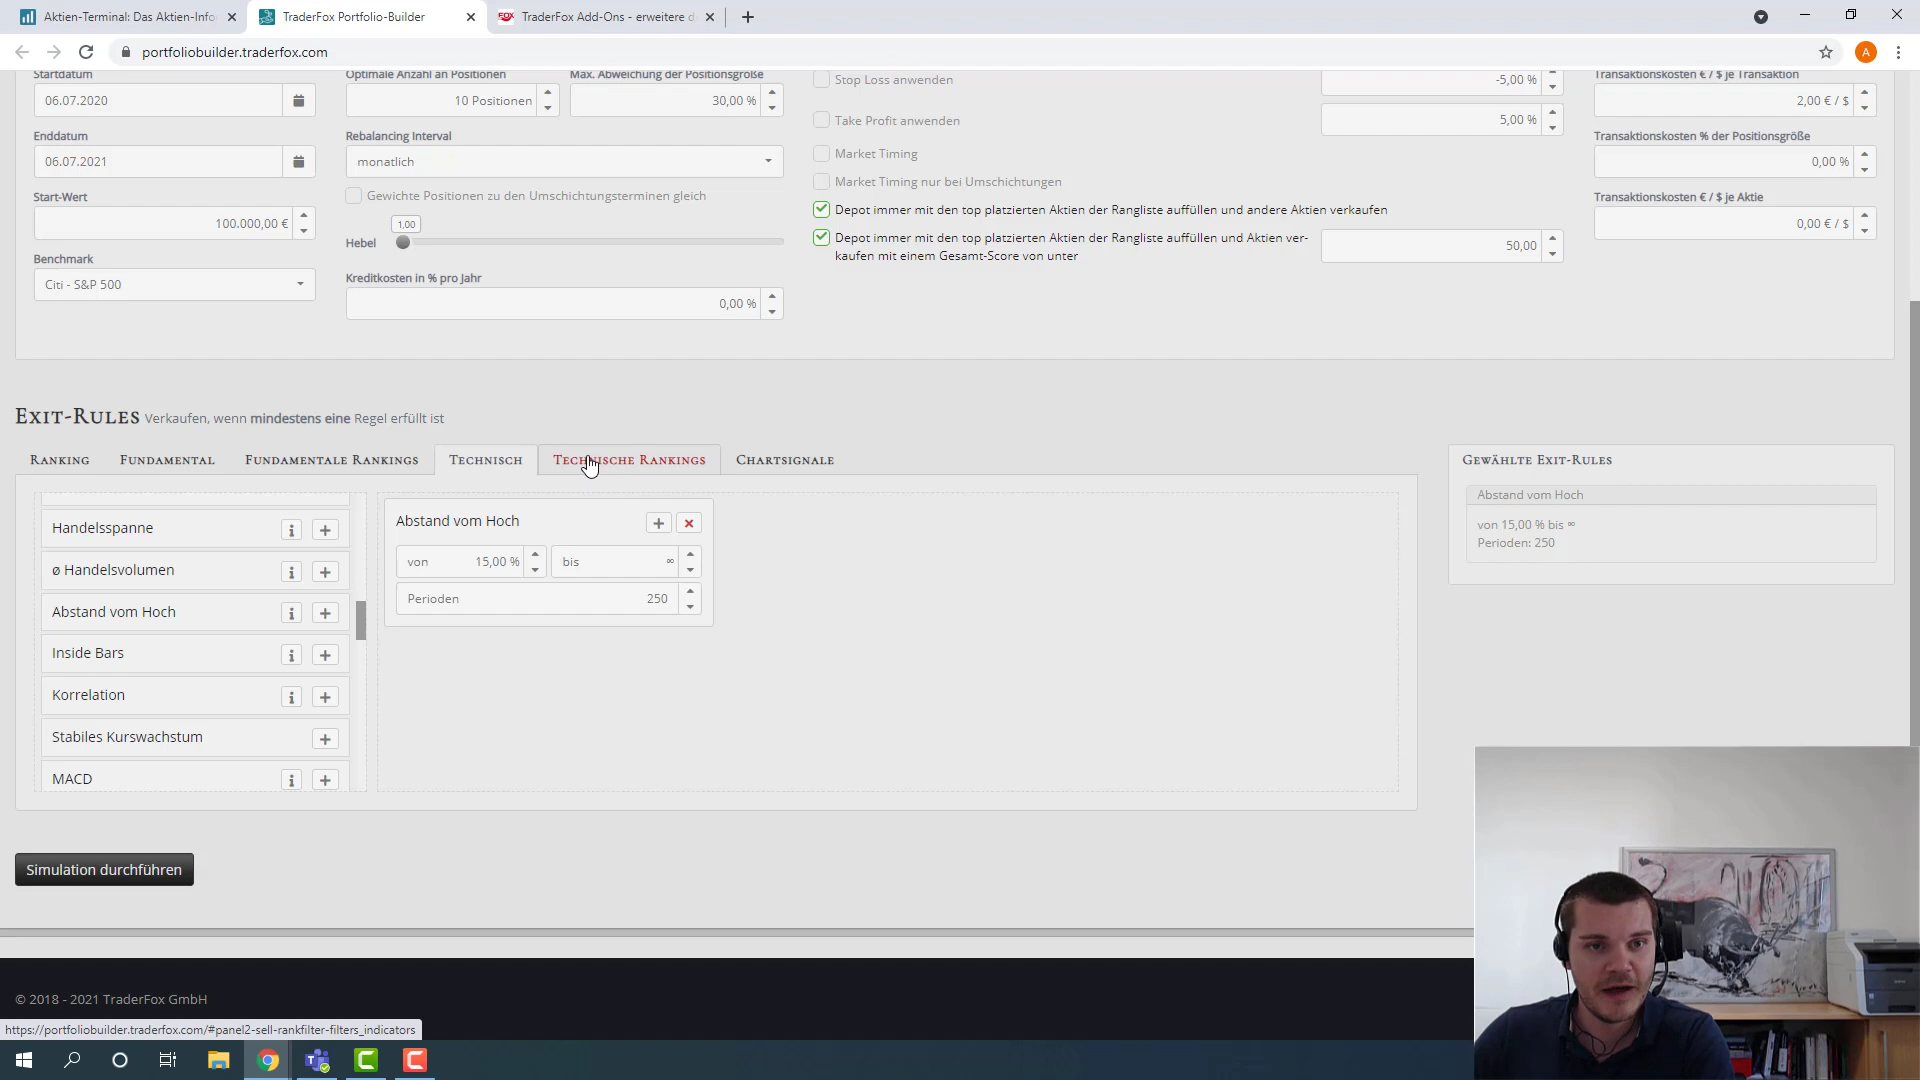 Aktien-Terminal: Das Aktien-Info
TraderFox Portfolio-Builder
TraderFox Add-Ons - erweitere d
portfoliobuilder.traderfox.com
A
Startdatum
06.07.2020
Enddatum
06.07.2021
Start-Wert
100.000,00 €
Benchmark
Citi - S&P 500
Optimale Anzahl an Positionen
10 Positionen
Max. Abweichung der Positionsgröße
30,00 %
Rebalancing Interval
monatlich
Gewichte Positionen zu den Umschichtungsterminen gleich
1,00
Hebel
Kreditkosten in % pro Jahr
0,00 %
Stop Loss anwenden
-5,00 %
Take Profit anwenden
5,00 %
Market Timing
Market Timing nur bei Umschichtungen
Depot immer mit den top platzierten Aktien der Rangliste auffüllen und andere Aktien verkaufen
Depot immer mit den top platzierten Aktien der Rangliste auffüllen und Aktien ver-
kaufen mit einem Gesamt-Score von unter
50,00
Transaktionskosten € / $ je Transaktion
2,00 € / $
Transaktionskosten % der Positionsgröße
0,00 %
Transaktionskosten € / $ je Aktie
0,00 € / $
Exit-Rules Verkaufen, wenn mindestens eine Regel erfüllt ist
Ranking Fundamental Fundamentale Rankings Technisch Technische Rankings Chartsignale
Handelsspanne
ø Handelsvolumen
Abstand vom Hoch
Inside Bars
Korrelation
Stabiles Kurswachstum
MACD
Abstand vom Hoch
von 15,00 % bis ∞
Perioden 250
Gewählte Exit-Rules
Abstand vom Hoch
von 15,00 % bis ∞
Perioden: 250
Simulation durchführen
© 2018 - 2021 TraderFox GmbH
https://portfoliobuilder.traderfox.com/#panel2-sell-rankfilter-filters_indicators